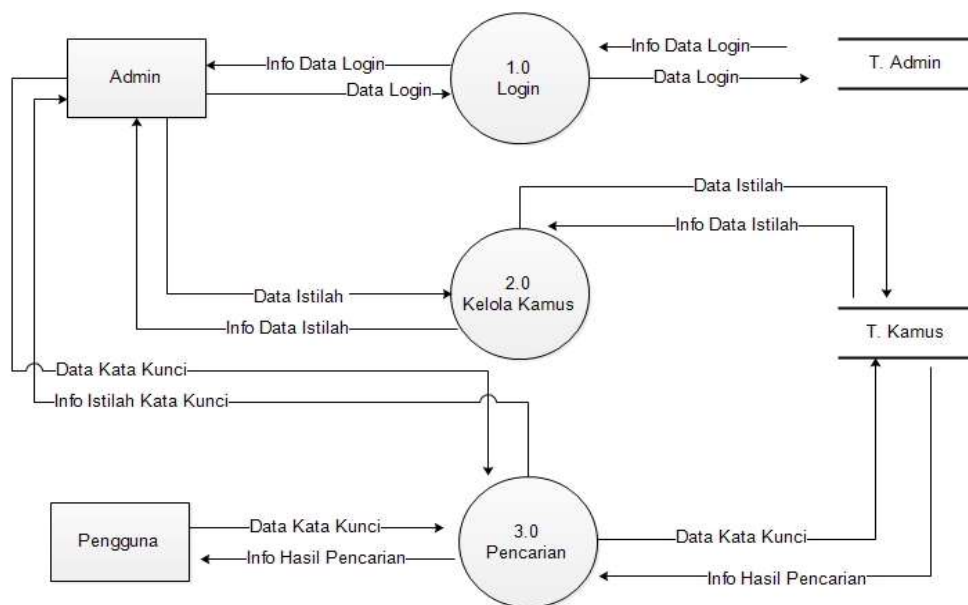 Admin
Info Data Login
Data Login
1.0
Login
Info Data Login
Data Login
T. Admin
Data Istilah
Info Data Istilah
2.0
Kelola Kamus
Data Istilah
Info Data Istilah
T. Kamus
Data Kata Kunci
Info Istilah Kata Kunci
Pengguna
Data Kata Kunci
Info Hasil Pencarian
3.0
Pencarian
Data Kata Kunci
Info Hasil Pencarian